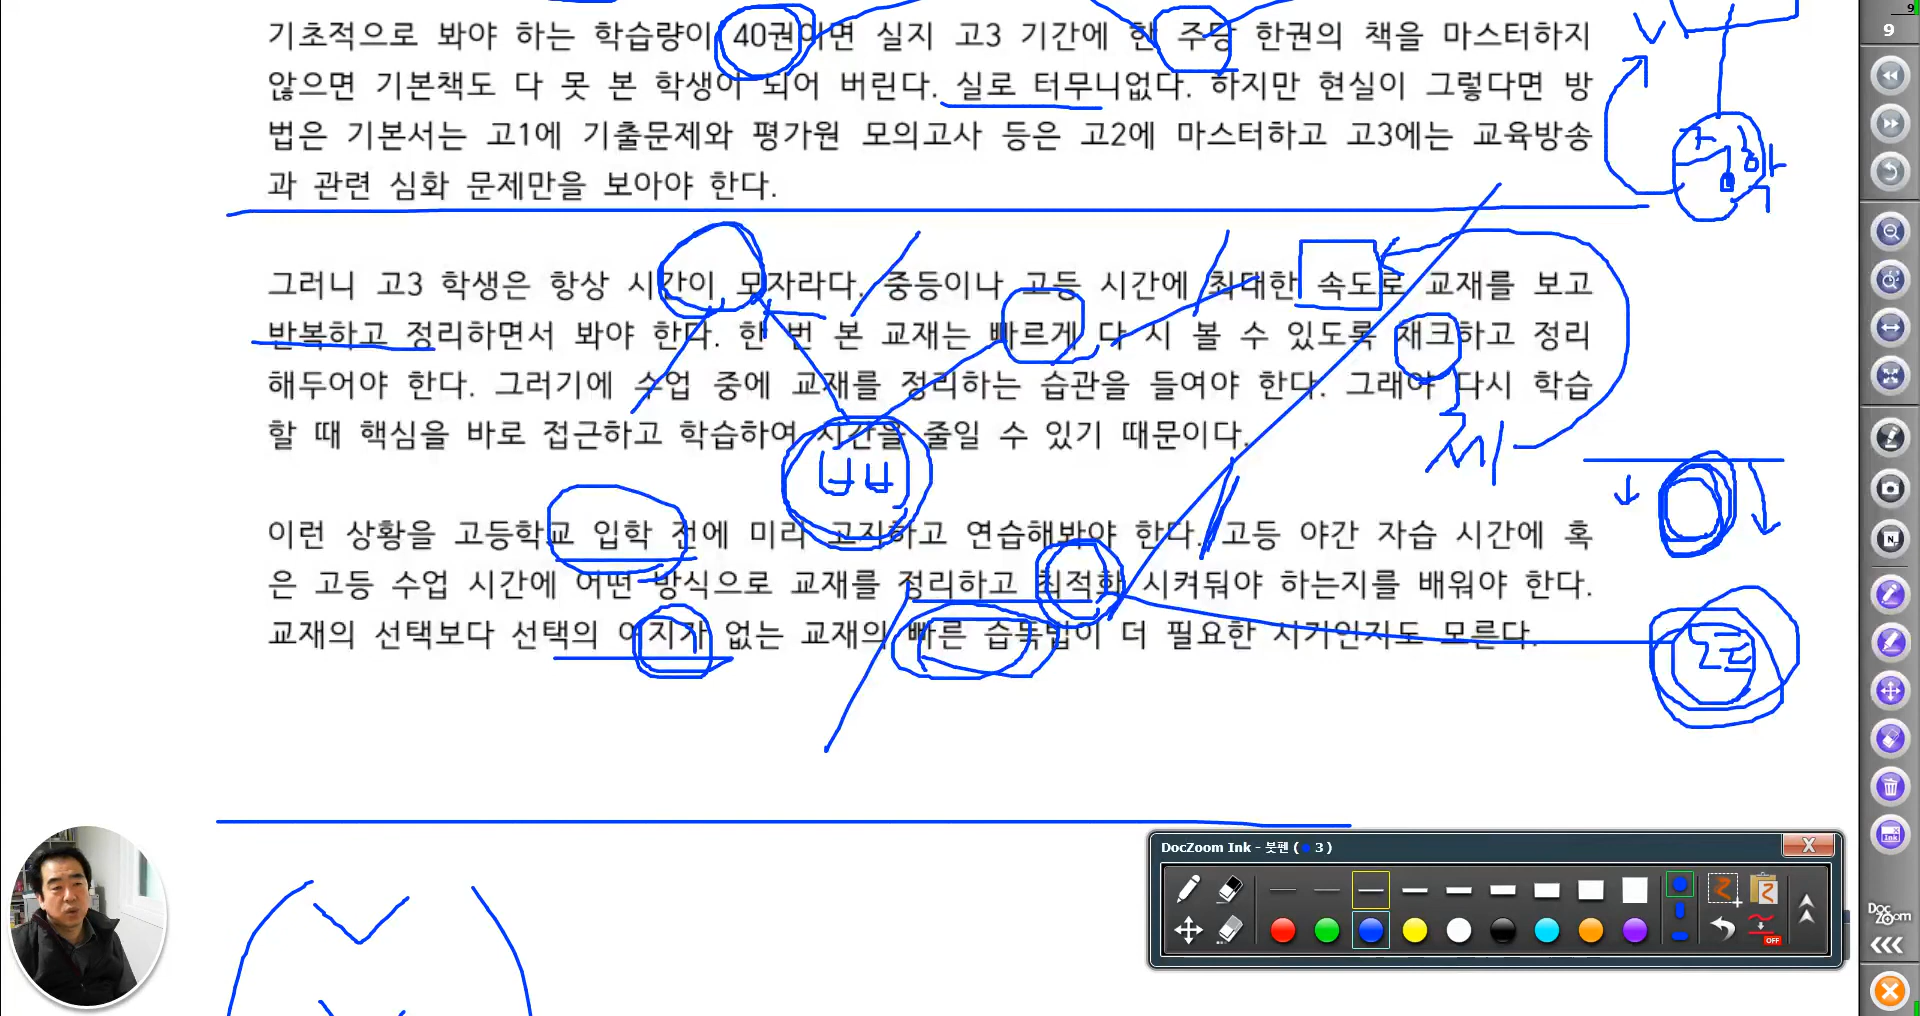 기초적으로 봐야 하는 학습량이 40권이면 실지 고3 기간에 한 주당 한권의 책을 마스터하지
않으면 기본책도 다 못 본 학생이 되어 버린다. 실로 터무니없다. 하지만 현실이 그렇다면 방
법은 기본서는 고1에 기출문제와 평가원 모의고사 등은 고2에 마스터하고 고3에는 교육방송
과 관련 심화 문제만을 보아야 한다.
그러니 고3 학생은 항상 시간이 모자라다. 중등이나 고등 시간에 최대한 속도로 교재를 보고
반복하고 정리하면서 봐야 한다. 한 번 본 교재는 빠르게 다 시 볼 수 있도록 채크하고 정리
해두어야 한다. 그러기에 수업 중에 교재를 정리하는 습관을 들여야 한다. 그래야 다시 학습
할 때 핵심을 바로 접근하고 학습하여 시간을 줄일 수 있기 때문이다.
이런 상황을 고등학교 입학 전에 미리 고지하고 연습해봐야 한다. 고등 야간 자습 시간에 혹
은 고등 수업 시간에 어떤 방식으로 교재를 정리하고 최적화 시켜둬야 하는지를 배워야 한다.
교재의 선택보다 선택의 여지가 없는 교재의 빠른 습득법이 더 필요한 시기인지도 모른다.
DocZoom Ink - 붓펜 ( 3 )
X
OFF
9
9
N
Ink
Doc
Zoom